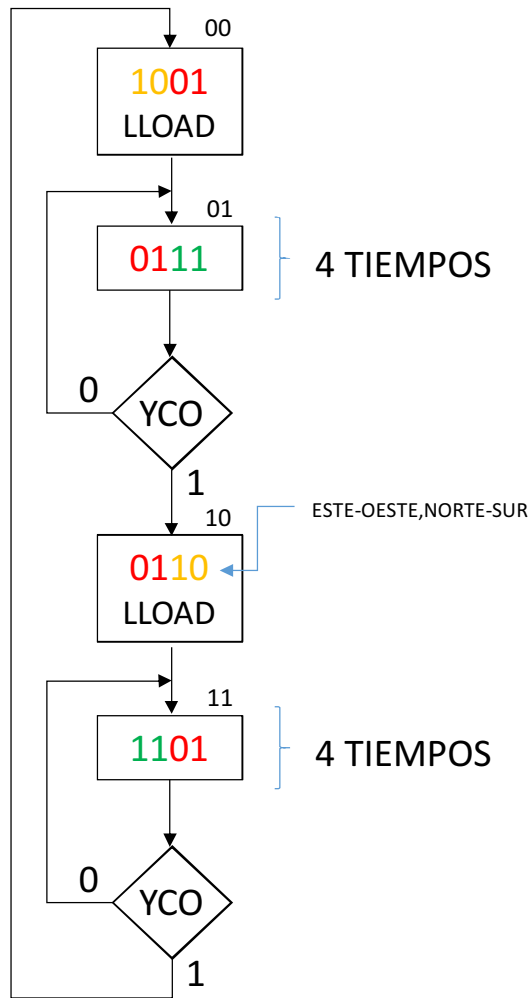 00
1001
LLOAD
01
0111
4 TIEMPOS
0
YCO
1
10
ESTE-OESTE,NORTE-SUR
0110
LLOAD
11
1101
4 TIEMPOS
0
YCO
1